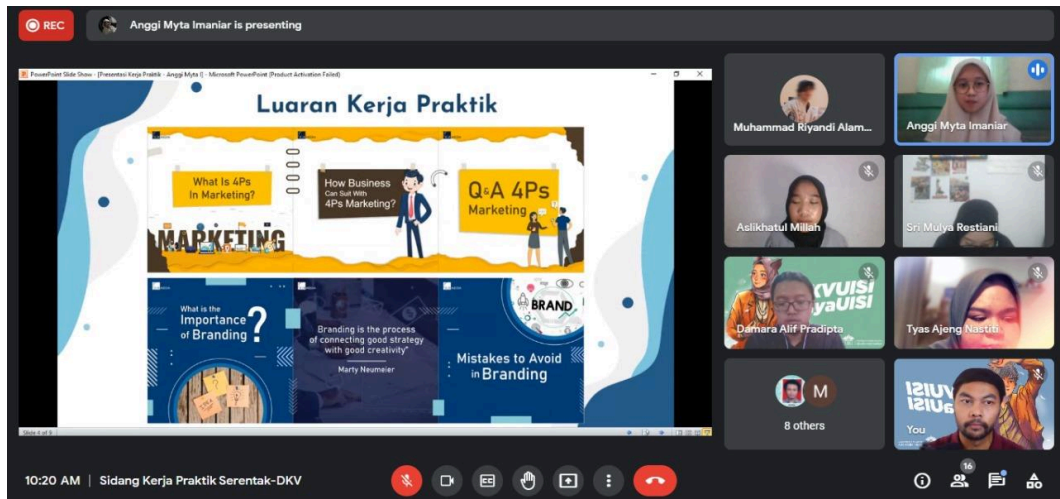 REC
Anggi Myta Imaniar is presenting
PowerPoint Slide Show - [Presentasi Kerja Praktik - Anggi Myta I] - Microsoft PowerPoint (Product Activation Failed)
Luaran Kerja Praktik
What Is 4Ps
In Marketing?
MARKETING
How Business
Can Suit With
4Ps Marketing?
Q&A 4Ps
Marketing
What is the
Importance
of Branding
?
Branding is the process
of connecting good strategy
with good creativity"
Marty Neumeier
BRAND
Mistakes to Avoid
in Branding
Slide 4 of 9
Muhammad Riyandi Alam...
Anggi Myta Imaniar
Aslikhatul Millah
Sri Mulya Restiani
Damara Alif Pradipta
Tyas Ajeng Nastiti
M
8 others
You
10:20 AM | Sidang Kerja Praktik Serentak-DKV
16